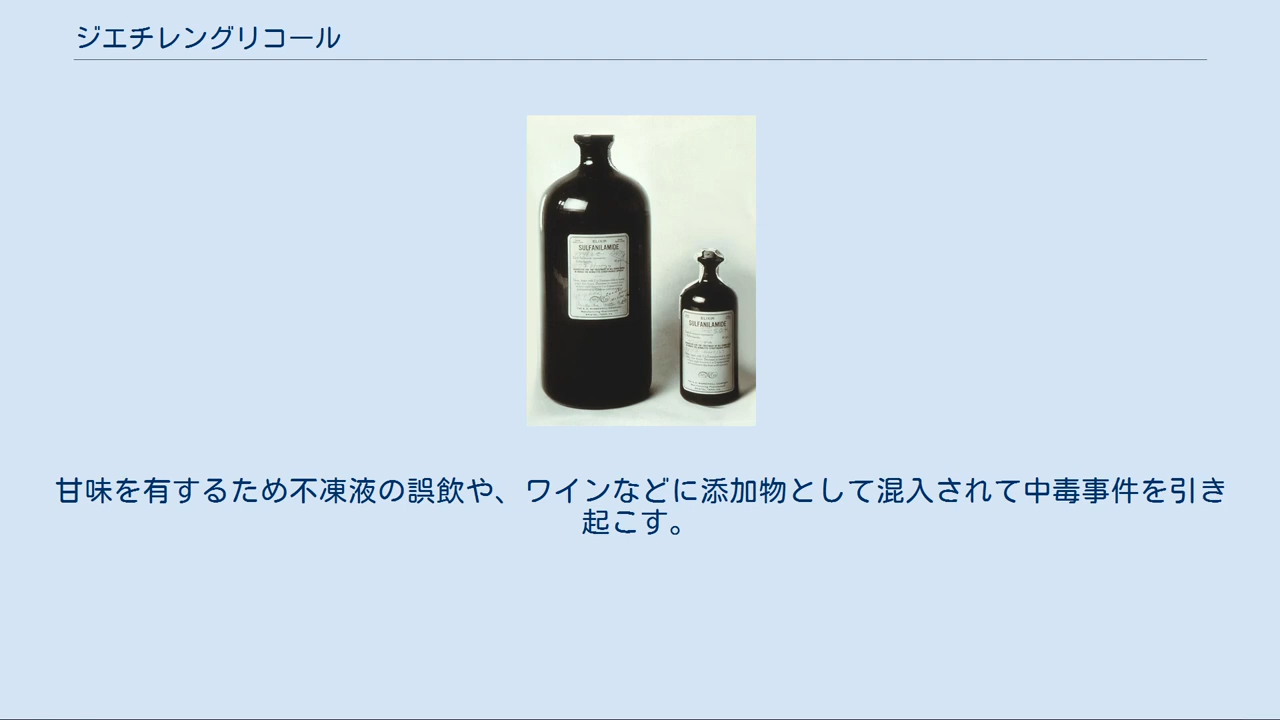 ジエチレングリコール
ELIXIR
SULFANILAMIDE
ELIXIR
SULFANILAMIDE
甘味を有するため不凍液の誤飲や、ワインなどに添加物として混入されて中毒事件を引き
起こす。